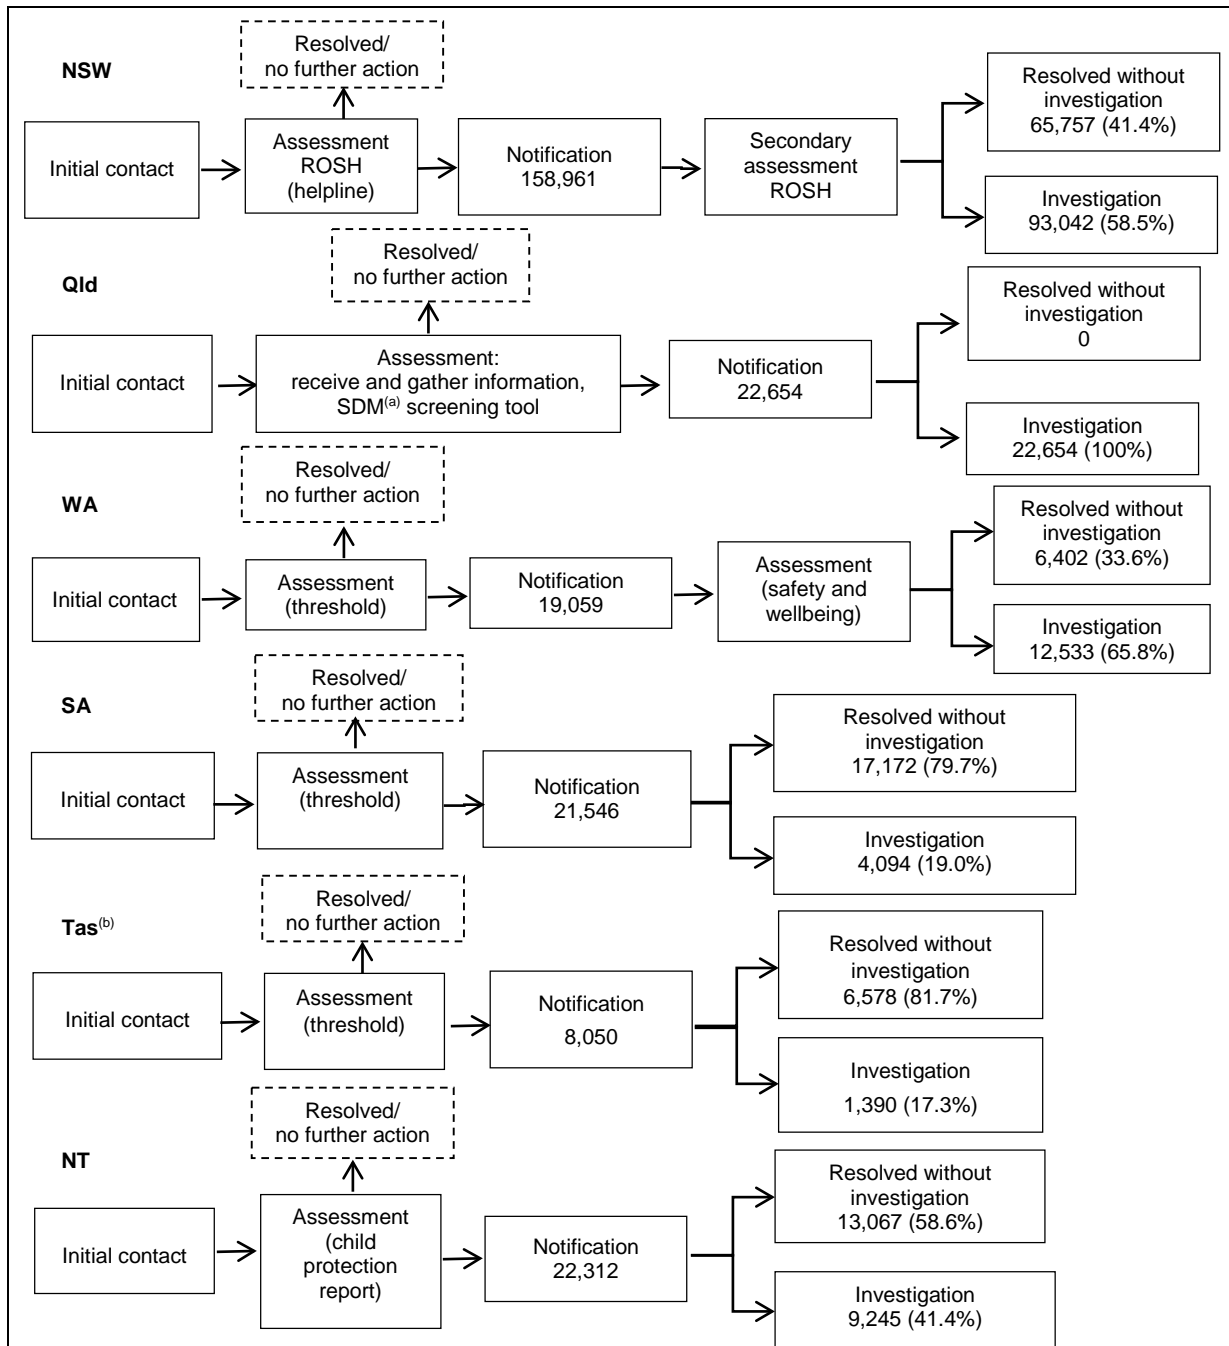 NSW
Resolved/
no further action
Initial contact
Assessment
ROSH
(helpline)
Notification
158,961
Secondary
assessment
ROSH
Resolved without
investigation
65,757 (41.4%)
Investigation
93,042 (58.5%)
Qld
Resolved/
no further action
Initial contact
Assessment:
receive and gather information,
SDM(a) screening tool
Notification
22,654
Resolved without
investigation
0
Investigation
22,654 (100%)
WA
Resolved/
no further action
Initial contact
Assessment
(threshold)
Notification
19,059
Assessment
(safety and
wellbeing)
Resolved without
investigation
6,402 (33.6%)
Investigation
12,533 (65.8%)
SA
Resolved/
no further action
Initial contact
Assessment
(threshold)
Notification
21,546
Resolved without
investigation
17,172 (79.7%)
Investigation
4,094 (19.0%)
Tas(b)
Resolved/
no further action
Initial contact
Assessment
(threshold)
Notification
8,050
Resolved without
investigation
6,578 (81.7%)
Investigation
1,390 (17.3%)
NT
Resolved/
no further action
Initial contact
Assessment
(child
protection
report)
Notification
22,312
Resolved without
investigation
13,067 (58.6%)
Investigation
9,245 (41.4%)